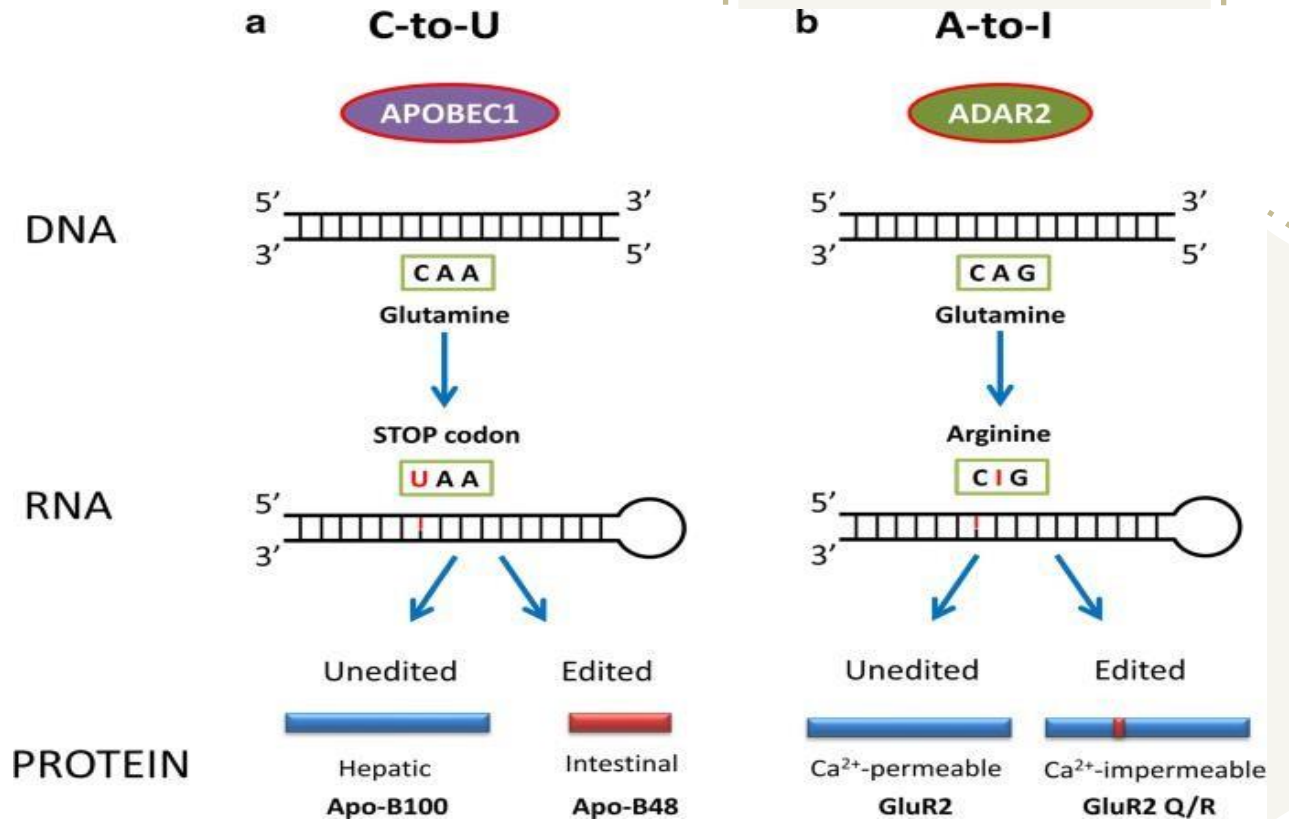 a C-to-U
b A-to-I
APOBEC1
ADAR2
DNA
5’ 3’
3’ 5’
C A A
Glutamine
5’ 3’
3’ 5’
C A G
Glutamine
RNA
STOP codon
U A A
5’
3’
Arginine
C I G
5’
3’
PROTEIN
Unedited
Hepatic
Apo-B100
Edited
Intestinal
Apo-B48
Unedited
Ca²⁺-permeable
GluR2
Edited
Ca²⁺-impermeable
GluR2 Q/R